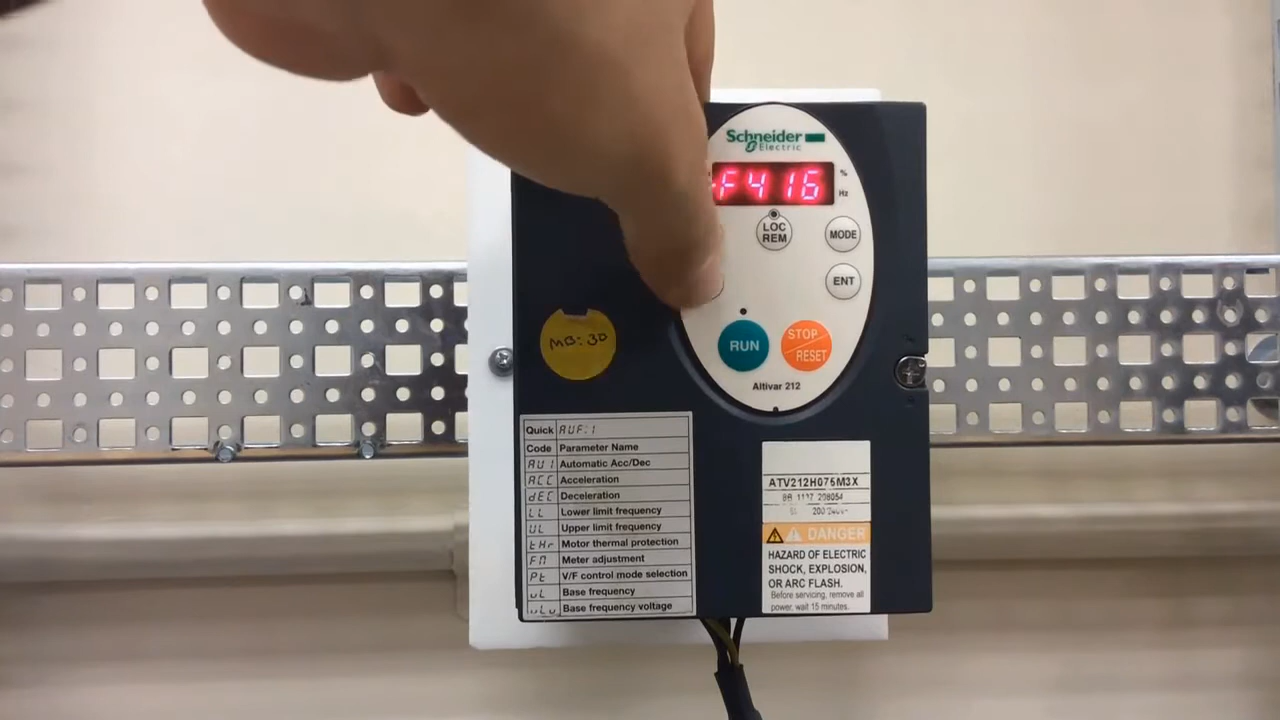 Schneider
Electric
F416
%
Hz
LOC
REM
MODE
ENT
RUN
STOP
RESET
Altivar 212
MB:30
Quick AUF:1
Code Parameter Name
AU1 Automatic Acc/Dec
ACC Acceleration
dEC Deceleration
LL Lower limit frequency
UL Upper limit frequency
tHr Motor thermal protection
FM Meter adjustment
Pt V/F control mode selection
uL Base frequency
uLu Base frequency voltage
ATV212H075M3X
DANGER
HAZARD OF ELECTRIC
SHOCK, EXPLOSION,
OR ARC FLASH.
Before servicing, remove all
power, wait 15 minutes.